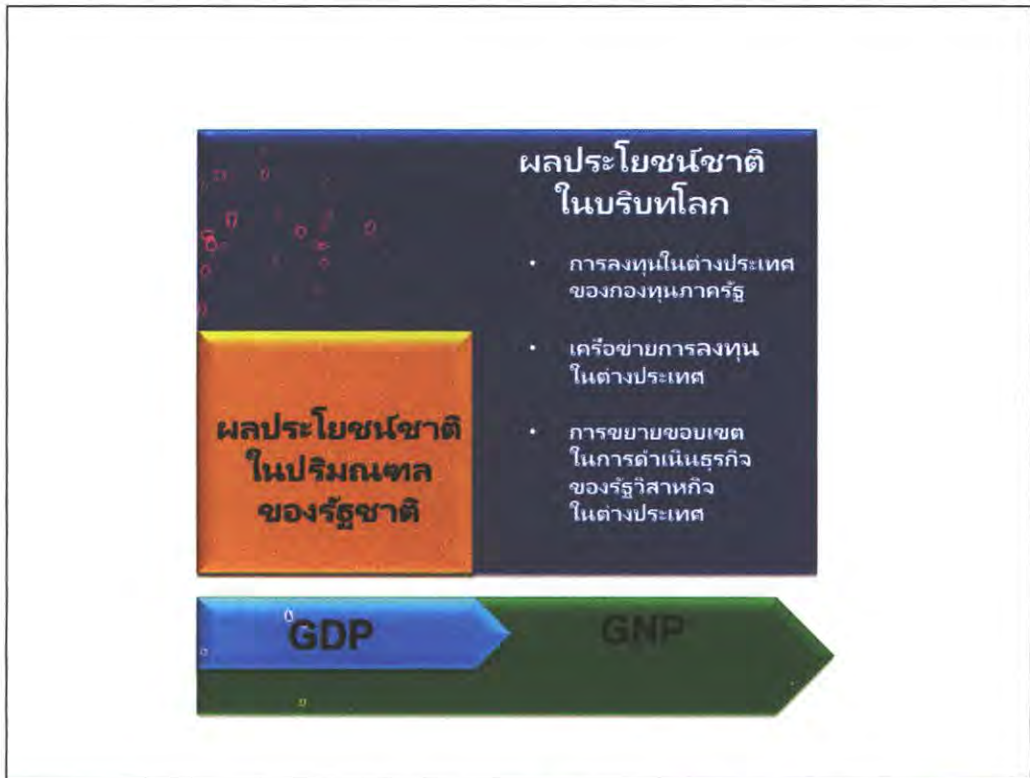 ผลประโยชน์ชาติ
ในบริบทโลก
• การลงทุนในต่างประเทศ
ของกองทุนภาครัฐ
• เครือข่ายการลงทุน
ในต่างประเทศ
• การขยายขอบเขต
ในการดำเนินธุรกิจ
ของรัฐวิสาหกิจ
ในต่างประเทศ
ผลประโยชน์ชาติ
ในปริมณฑล
ของรัฐชาติ
GDP
GNP